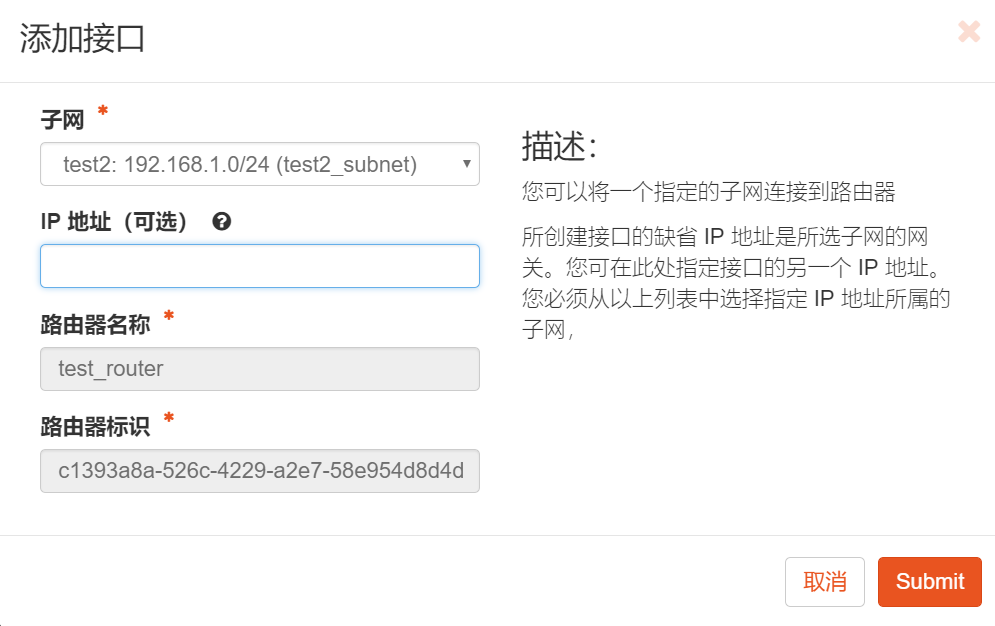 添加接口
子网 *
test2: 192.168.1.0/24 (test2_subnet)
IP 地址（可选）
路由器名称 *
test_router
路由器标识 *
c1393a8a-526c-4229-a2e7-58e954d8d4d
描述：
您可以将一个指定的子网连接到路由器
所创建接口的缺省 IP 地址是所选子网的网
关。您可在此处指定接口的另一个 IP 地址。
您必须从以上列表中选择指定 IP 地址所属的
子网，
取消
Submit